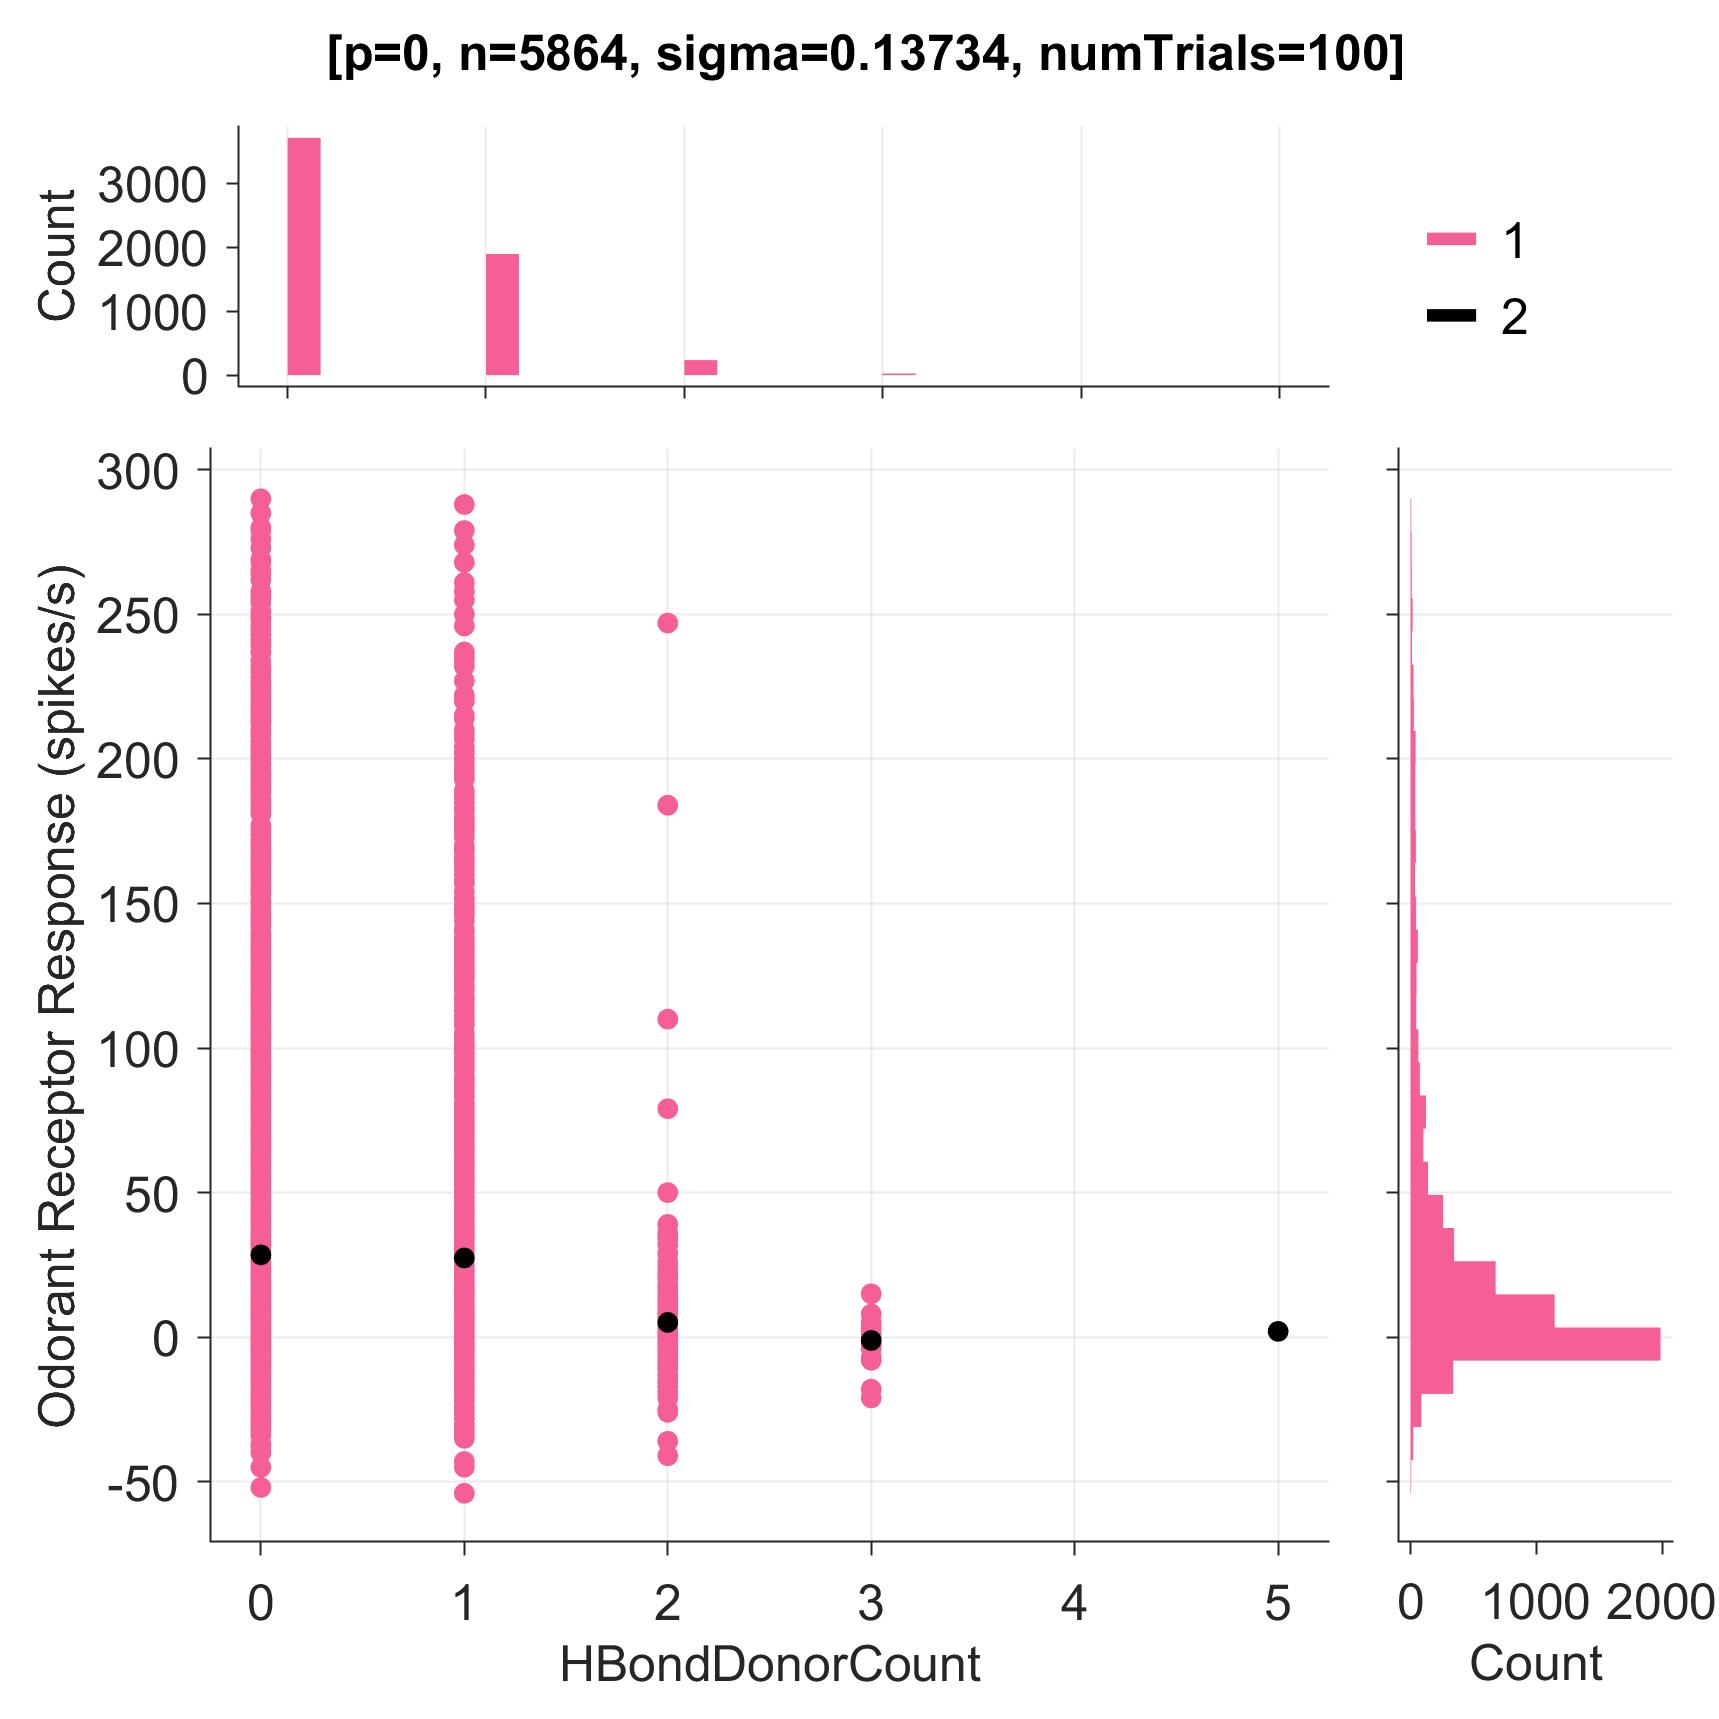 [p=0, n=5864, sigma=0.13734, numTrials=100]
Count
3000
2000
1000
0
1
2
Odorant Receptor Response (spikes/s)
300
250
200
150
100
50
0
-50
0 1 2 3 4 5
HBondDonorCount
0 1000 2000
Count